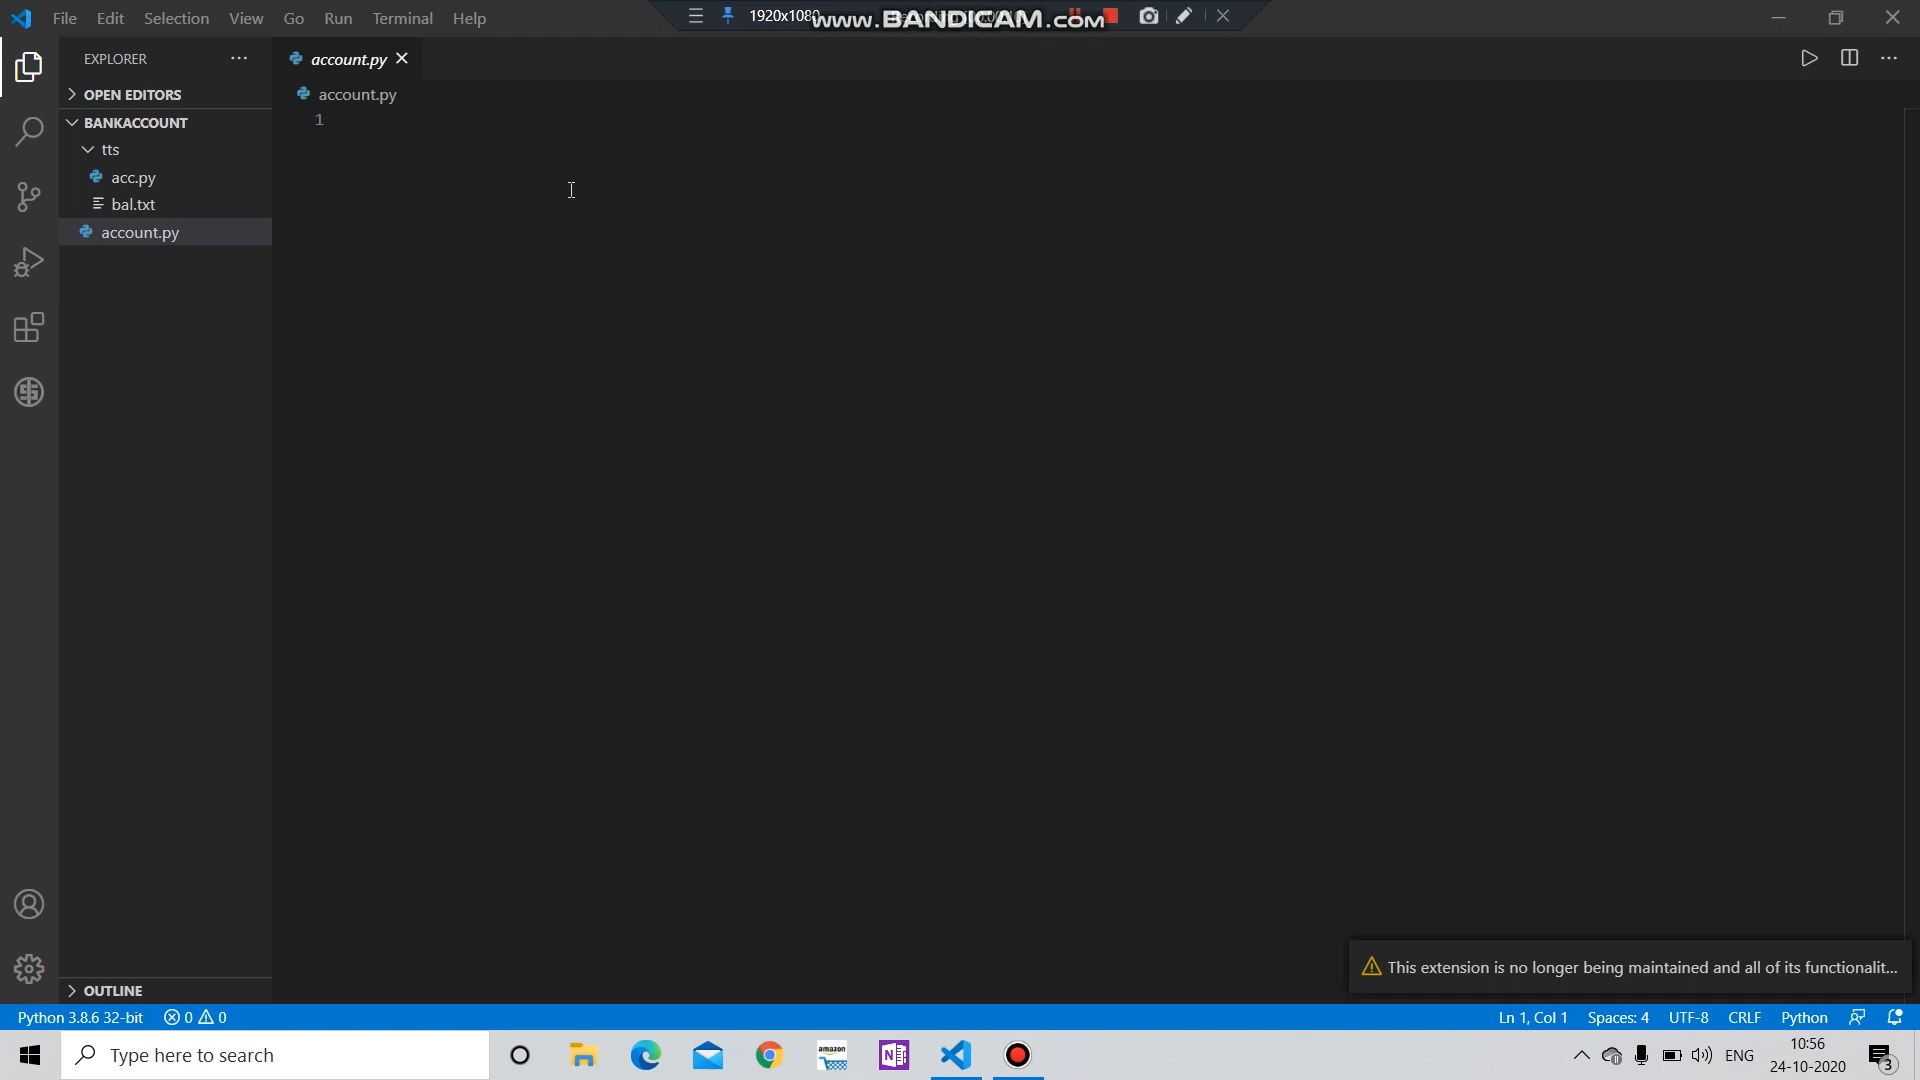 File Edit Selection View Go Run Terminal Help
1920x1080
www.BANDICAM.com
EXPLORER
account.py
OPEN EDITORS
account.py
BANKACCOUNT
1
tts
acc.py
bal.txt
account.py
This extension is no longer being maintained and all of its functionalit...
OUTLINE
Python 3.8.6 32-bit 0 0 Ln 1, Col 1 Spaces: 4 UTF-8 CRLF Python
Type here to search
amazon
N
ENG
10:56
24-10-2020
3